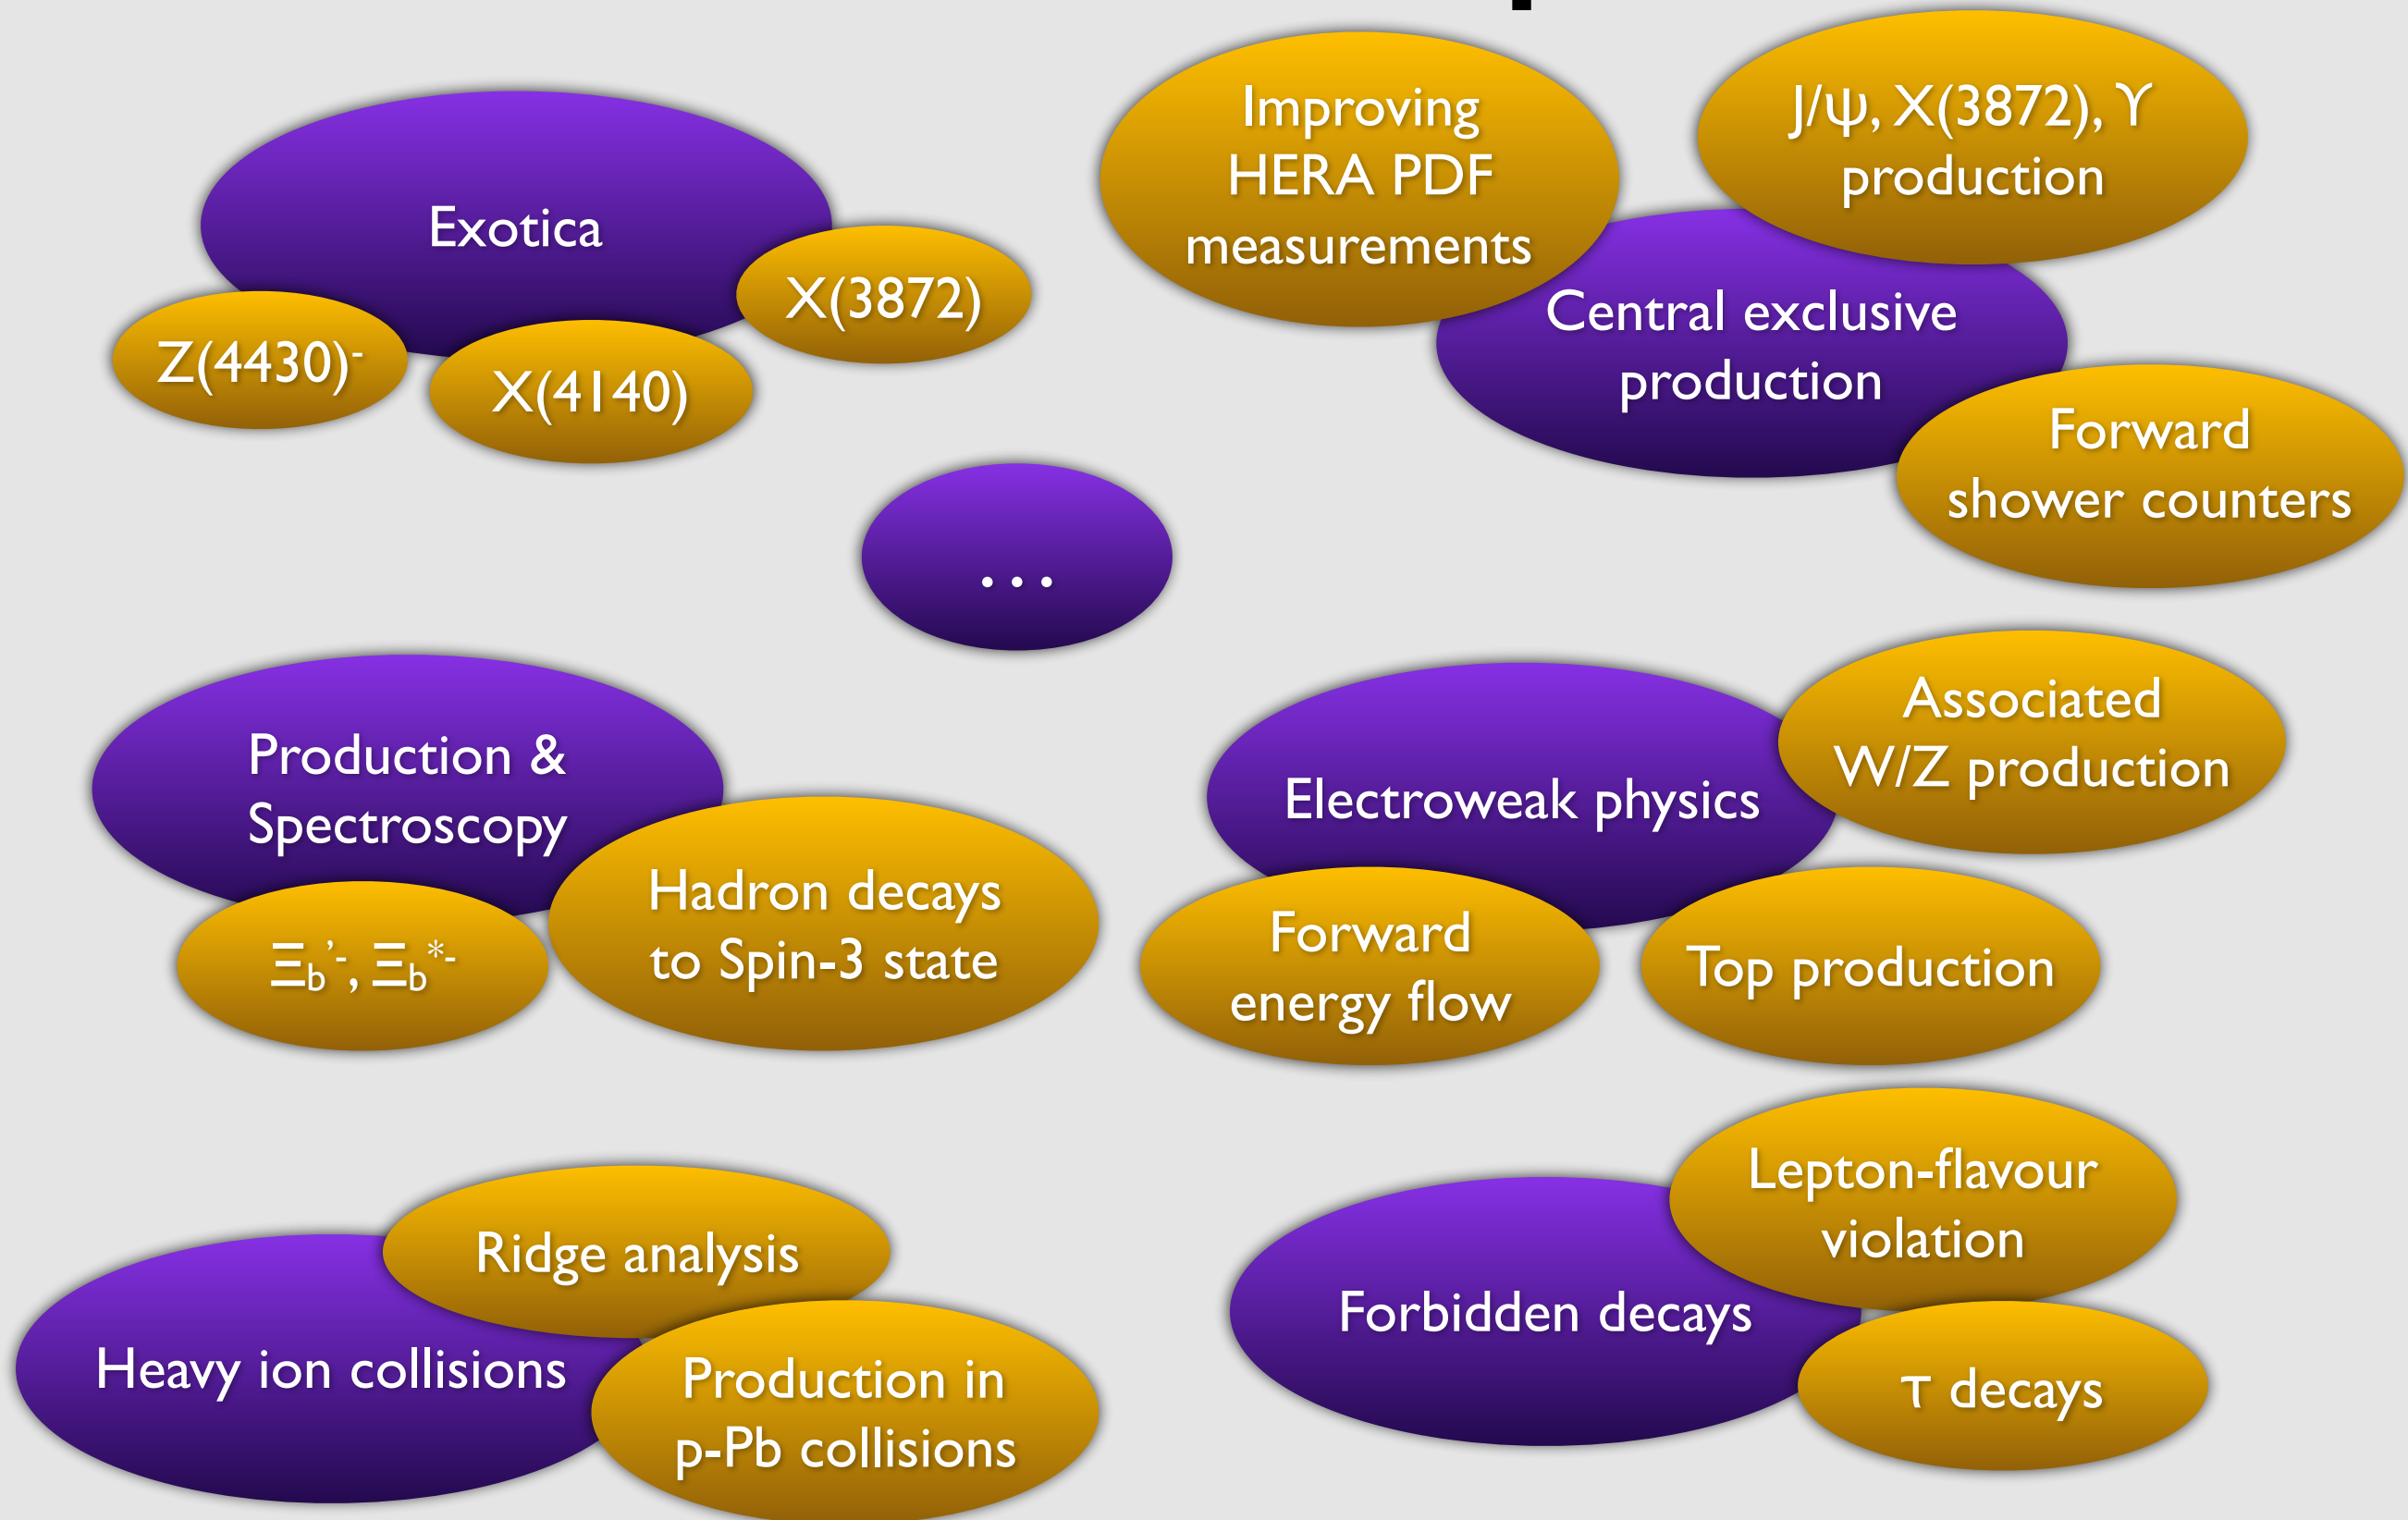 Exotica
Z(4430)⁻
X(4140)
X(3872)
Improving
HERA PDF
measurements
J/ψ, X(3872), ϒ
production
Central exclusive
production
Forward
shower counters
...
Production &
Spectroscopy
Ξb'⁻, Ξb*⁻
Hadron decays
to Spin-3 state
Electroweak physics
Associated
W/Z production
Forward
energy flow
Top production
Heavy ion collisions
Ridge analysis
Production in
p-Pb collisions
Forbidden decays
Lepton-flavour
violation
τ decays